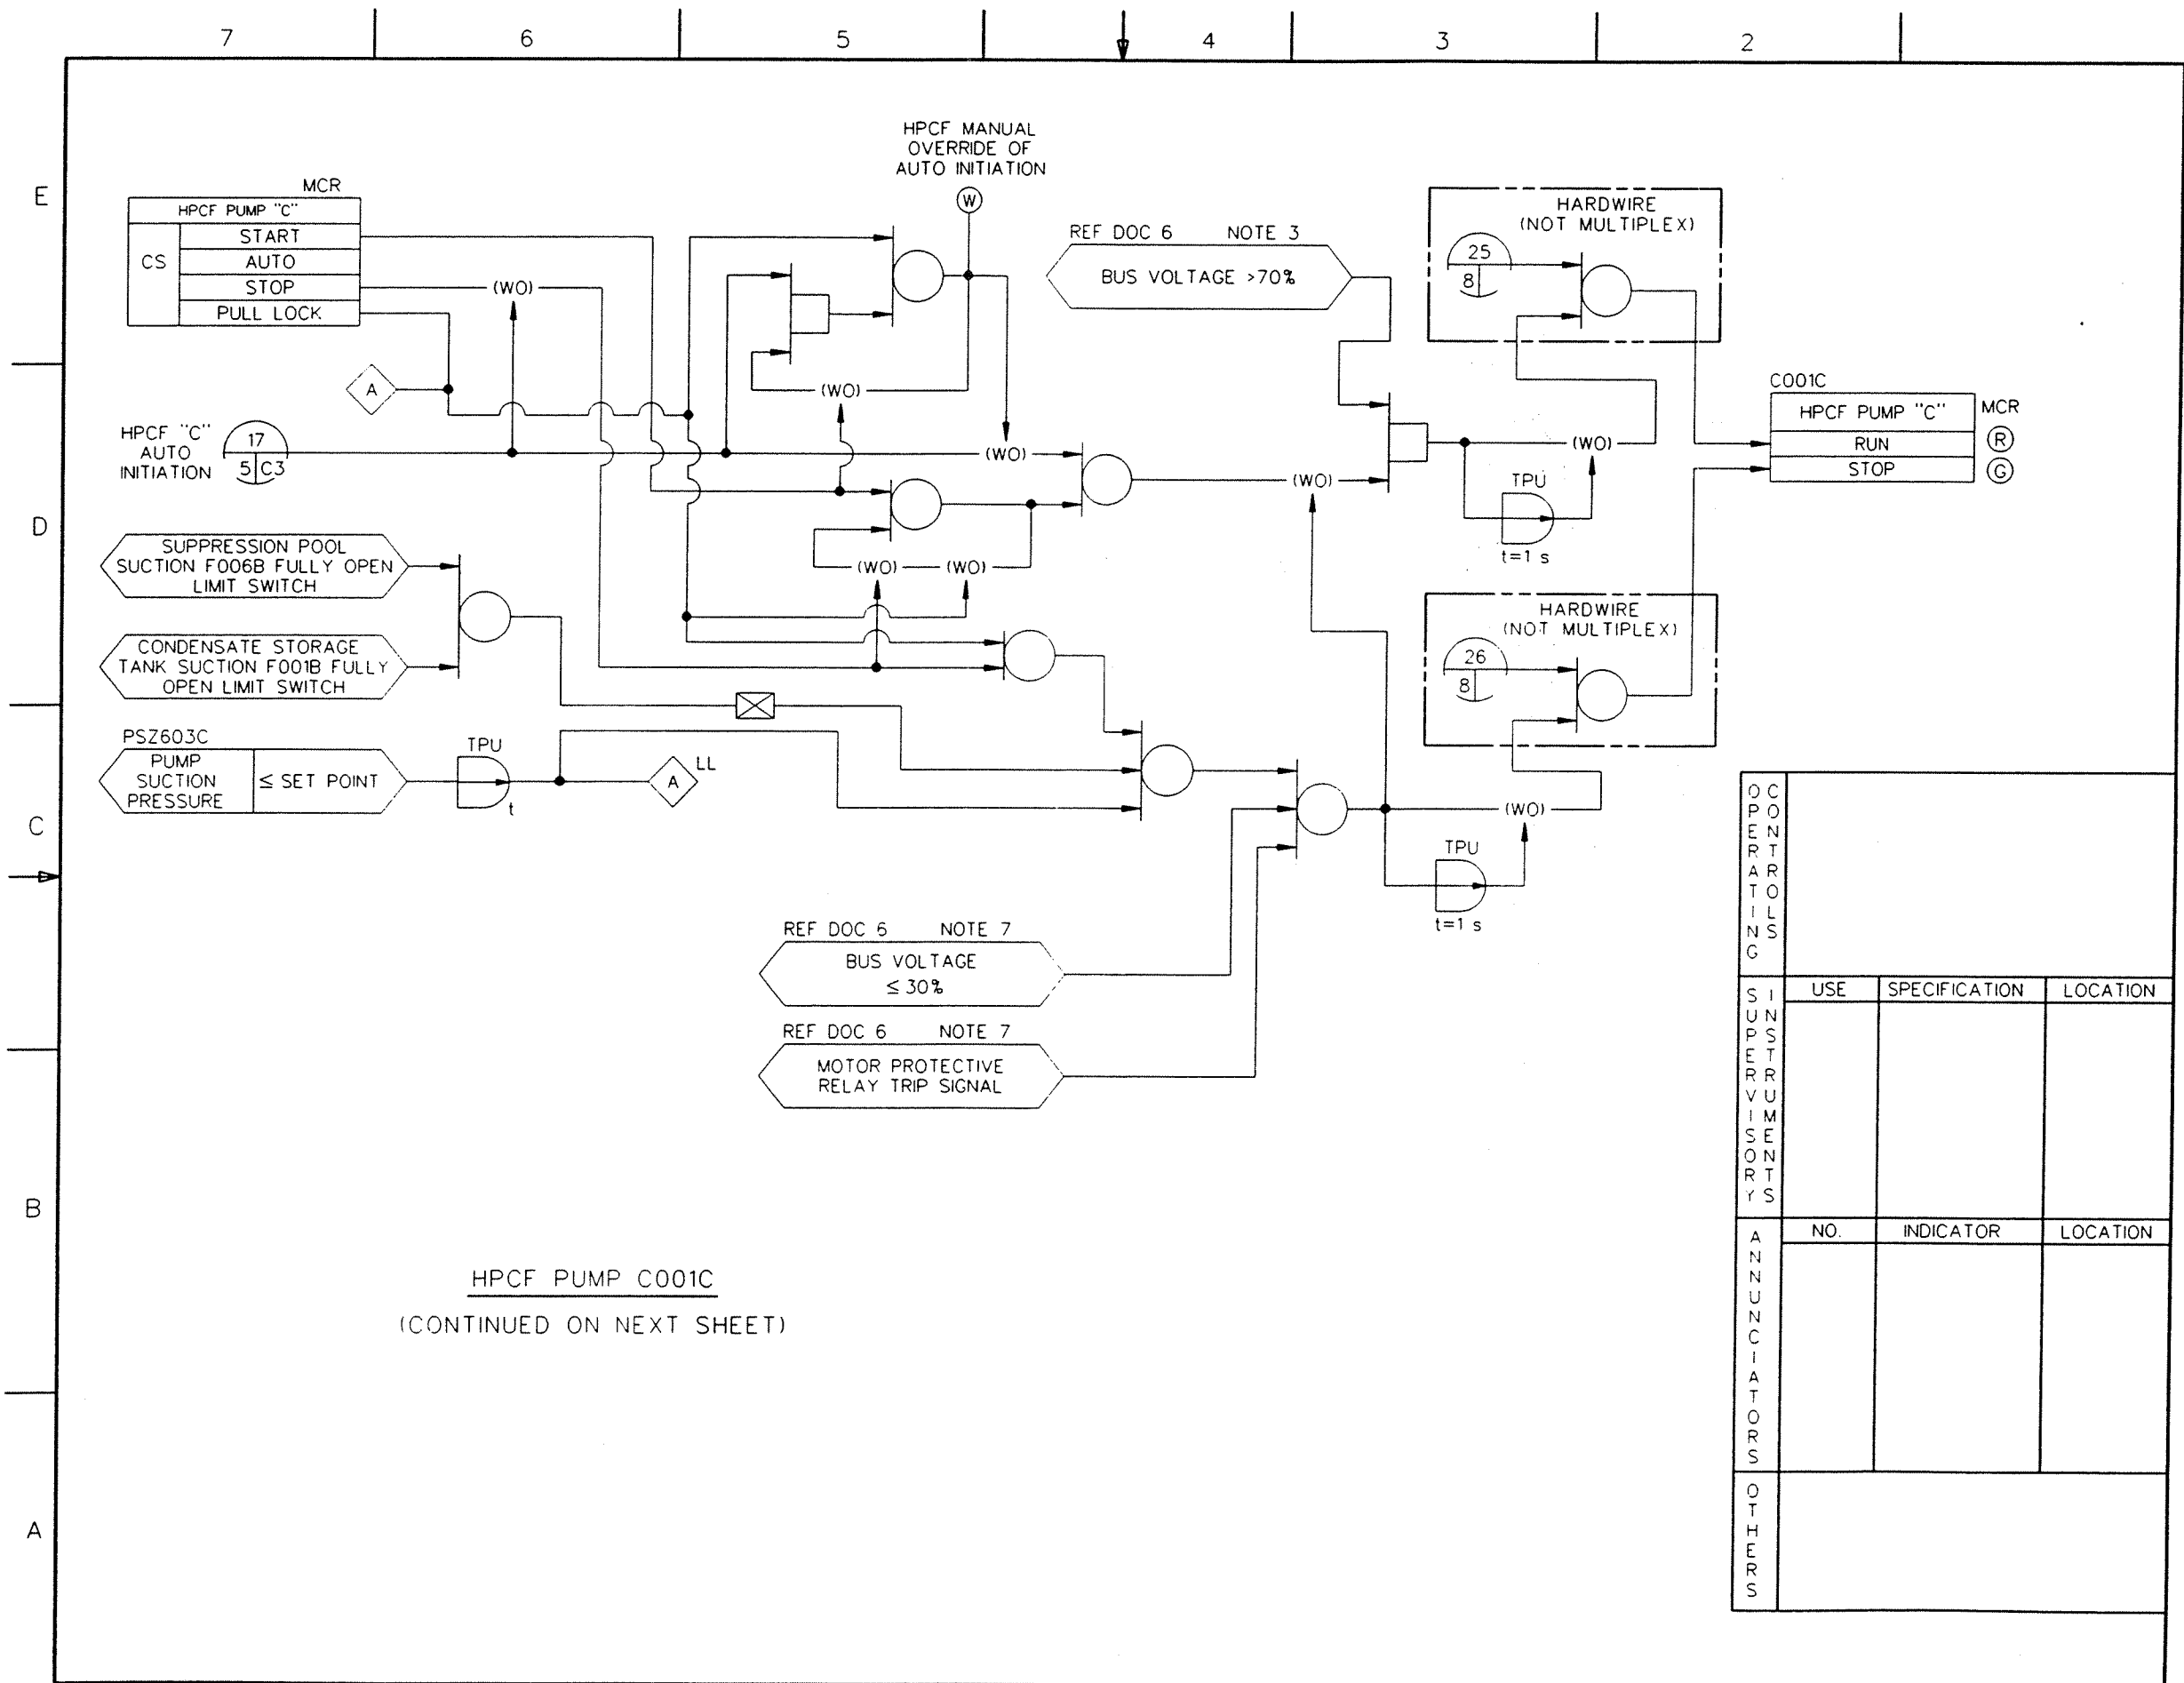 7 6 5 4 3 2
E
D
C
B
A
MCR
HPCF PUMP "C"
CS
START
AUTO
STOP
PULL LOCK
(WO)
A
HPCF "C"
AUTO
INITIATION
17
5 C3
HPCF MANUAL
OVERRIDE OF
AUTO INITIATION
W
(WO)
(WO)
(WO) (WO)
REF DOC 6 NOTE 3
BUS VOLTAGE >70%
(WO)
HARDWIRE
(NOT MULTIPLEX)
25
8
(WO)
TPU
t=1 s
C001C
HPCF PUMP "C"
RUN
STOP
MCR
R
G
SUPPRESSION POOL
SUCTION F006B FULLY OPEN
LIMIT SWITCH
CONDENSATE STORAGE
TANK SUCTION F001B FULLY
OPEN LIMIT SWITCH
PSZ603C
PUMP
SUCTION
PRESSURE
≤ SET POINT
TPU
t
A
LL
HARDWIRE
(NOT MULTIPLEX)
26
8
(WO)
TPU
t=1 s
REF DOC 6 NOTE 7
BUS VOLTAGE
≤ 30%
REF DOC 6 NOTE 7
MOTOR PROTECTIVE
RELAY TRIP SIGNAL
HPCF PUMP C001C
(CONTINUED ON NEXT SHEET)
OPERATING
CONTROLS
SUPERVISORY
INSTRUMENTS
USE SPECIFICATION LOCATION
ANNUNCIATORS
NO. INDICATOR LOCATION
OTHERS